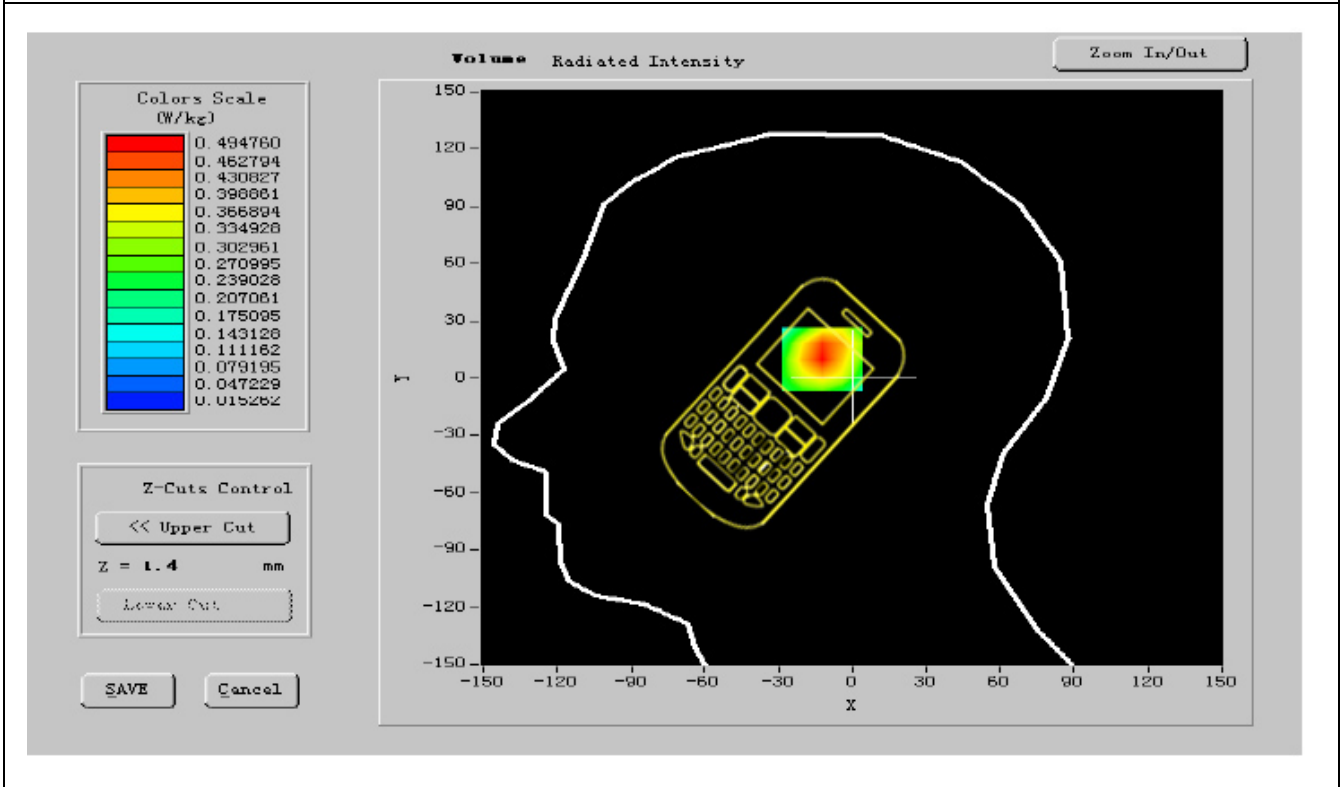 Volume Radiated Intensity
Zoom In/Out
Colors Scale
(W/kg)
0.494760
0.462794
0.430827
0.398861
0.366894
0.334928
0.302961
0.270995
0.239028
0.207061
0.175095
0.143128
0.111162
0.079195
0.047229
0.015262
Z-Cuts Control
<< Upper Cut
Z = 1.4 mm
Lower Cut
SAVE
Cancel
150
120
90
60
30
0
-30
-60
-90
-120
-150
Y
-150 -120 -90 -60 -30 0 30 60 90 120 150
X